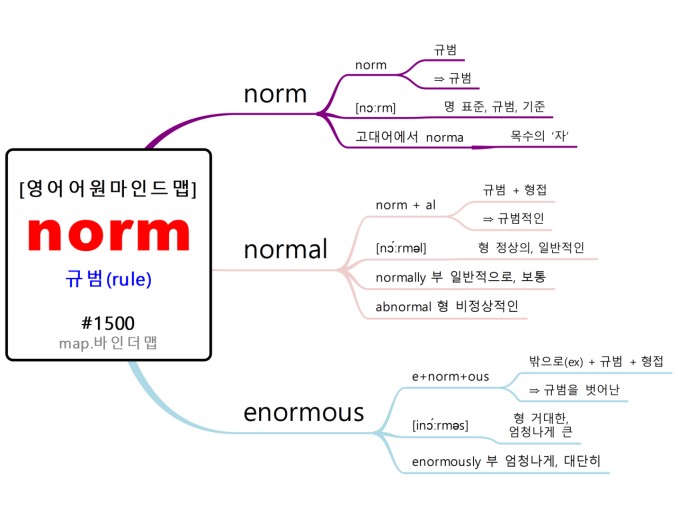 [영어어원마인드맵]
norm
규범(rule)
#1500
map.바인더맵
norm
norm
규범
⇒ 규범
[nɔːrm]
명 표준, 규범, 기준
고대어에서 norma
목수의 ‘자’
normal
norm + al
규범 + 형접
⇒ 규범적인
[nɔ́ːrməl]
형 정상의, 일반적인
normally 부 일반적으로, 보통
abnormal 형 비정상적인
enormous
e+norm+ous
밖으로(ex) + 규범 + 형접
⇒ 규범을 벗어난
[inɔ́ːrməs]
형 거대한,
엄청나게 큰
enormously 부 엄청나게, 대단히